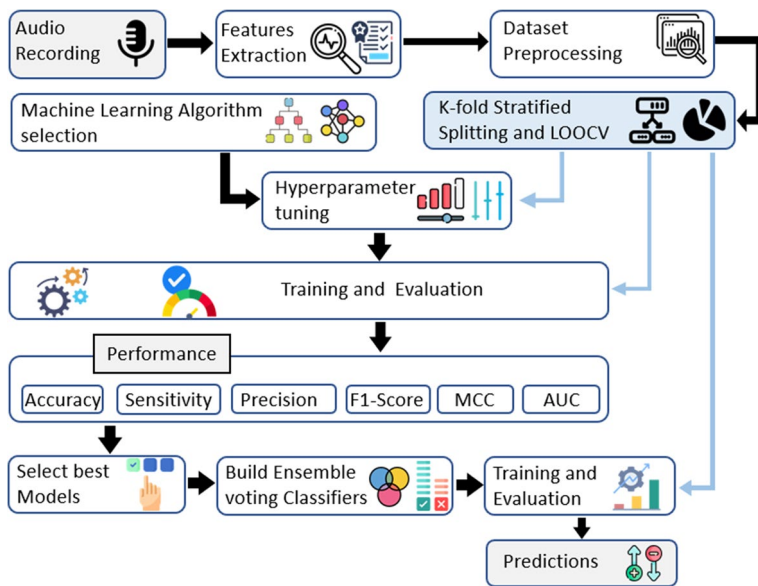 Audio
Recording
Features
Extraction
Dataset
Preprocessing
Machine Learning Algorithm
selection
K-fold Stratified
Splitting and LOOCV
Hyperparameter
tuning
Training and Evaluation
Performance
Accuracy
Sensitivity
Precision
F1-Score
MCC
AUC
Select best
Models
Build Ensemble
voting Classifiers
Training and
Evaluation
Predictions